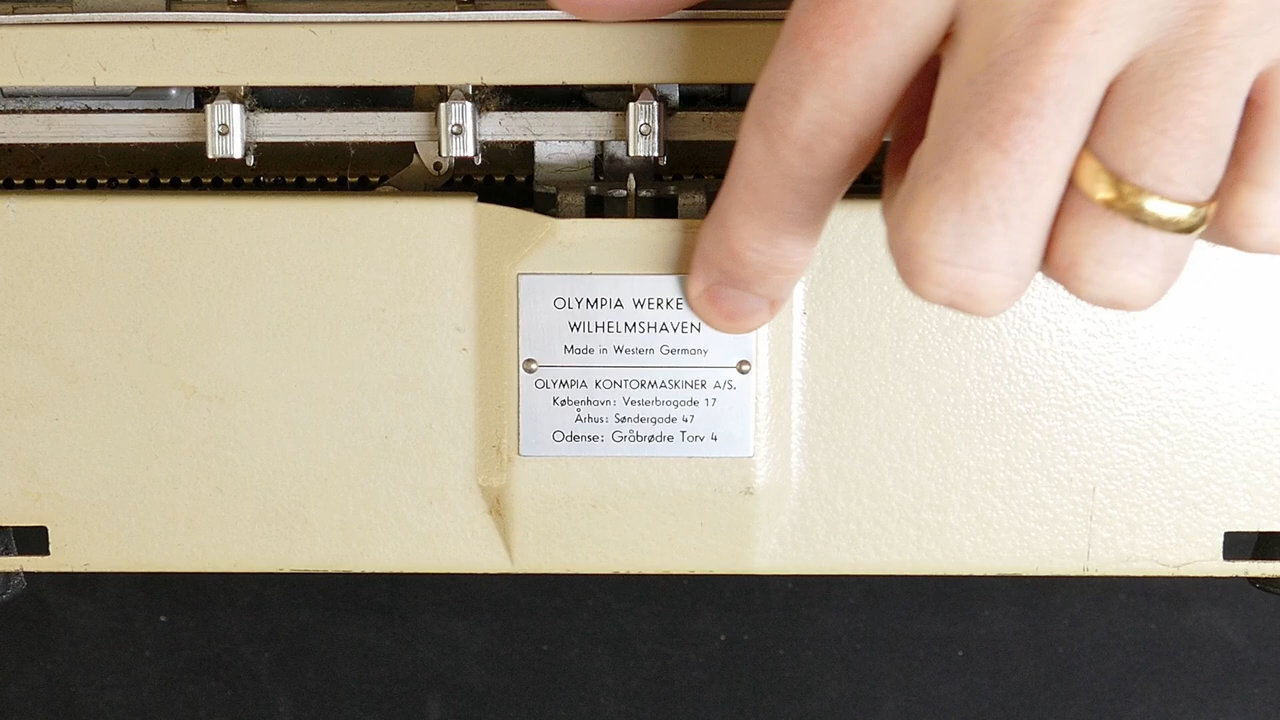 OLYMPIA WERKE
WILHELMSHAVEN
Made in Western Germany
OLYMPIA KONTORMASKINER A/S.
København: Vesterbrogade 17
Århus: Søndergade 47
Odense: Gråbrødre Torv 4